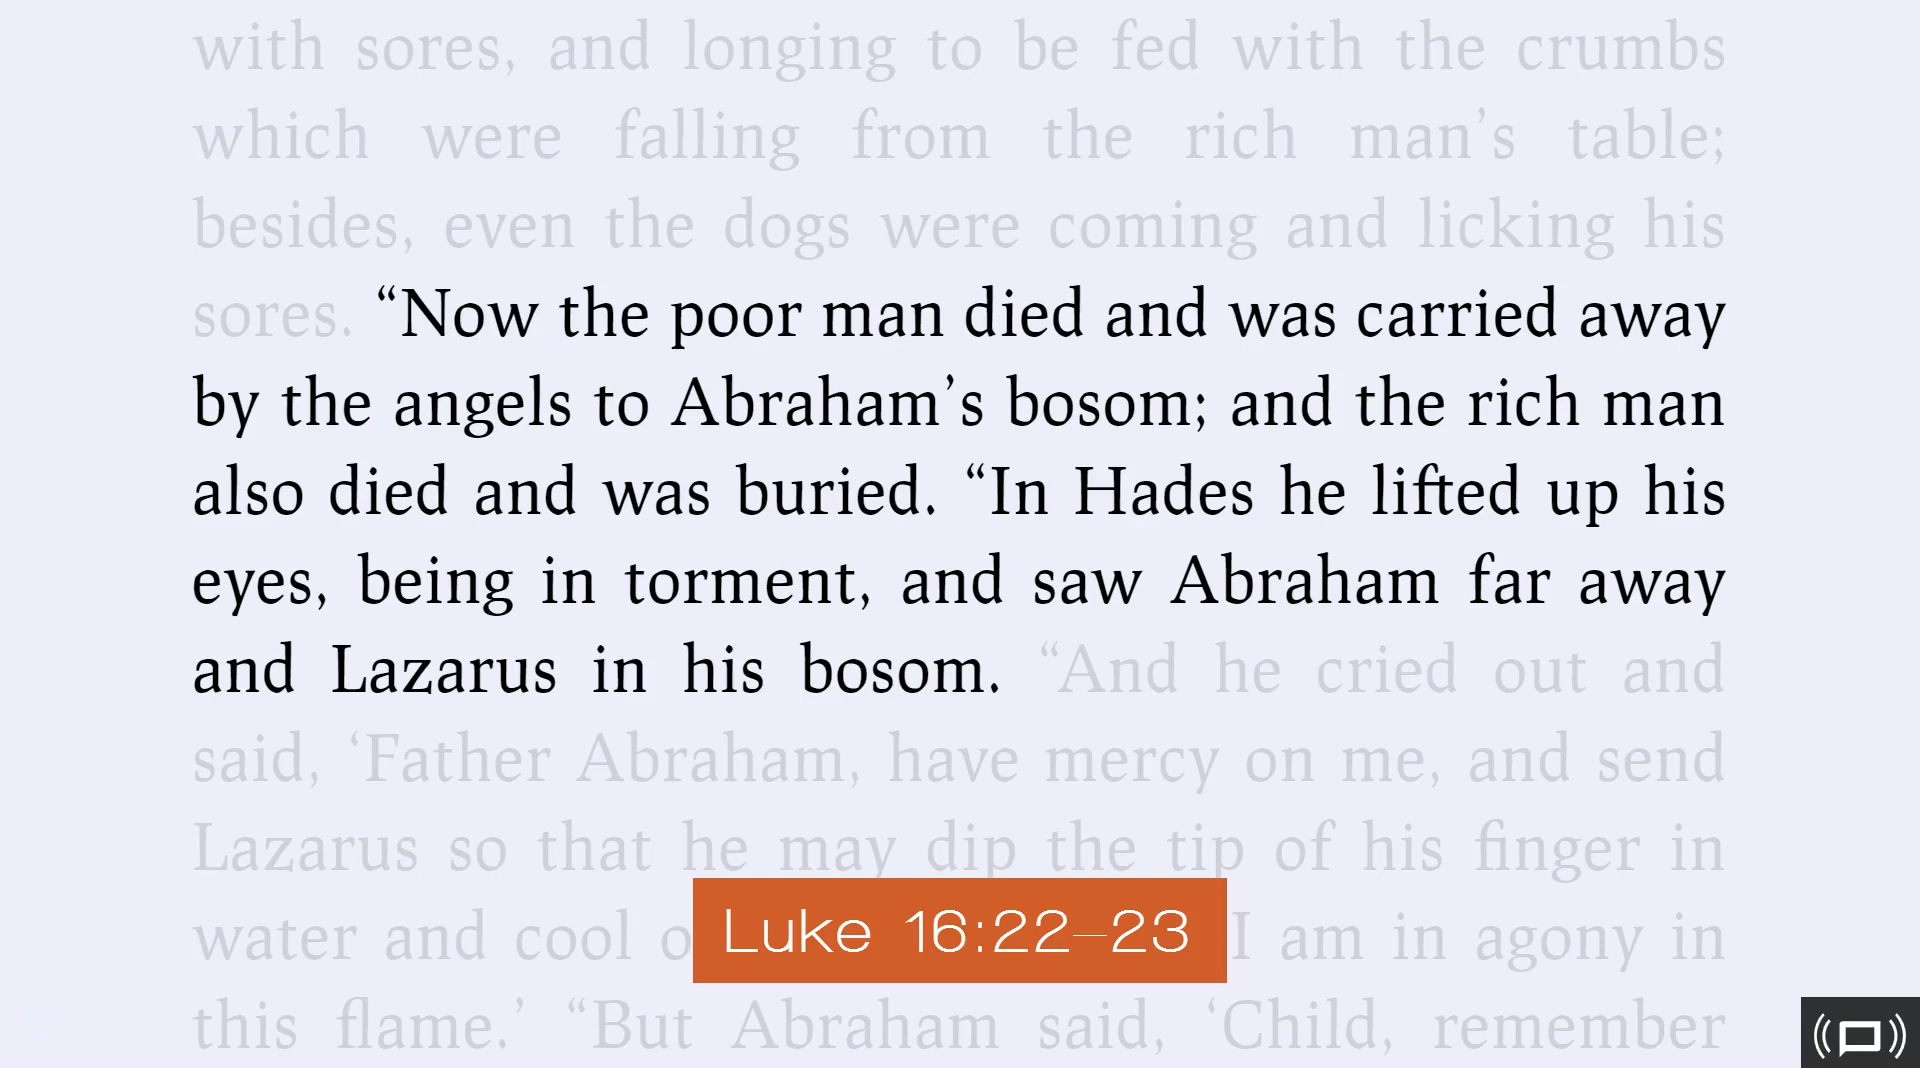 with sores, and longing to be fed with the crumbs
which were falling from the rich man’s table;
besides, even the dogs were coming and licking his
sores. “Now the poor man died and was carried away
by the angels to Abraham’s bosom; and the rich man
also died and was buried. “In Hades he lifted up his
eyes, being in torment, and saw Abraham far away
and Lazarus in his bosom. “And he cried out and
said, ‘Father Abraham, have mercy on me, and send
Lazarus so that he may dip the tip of his finger in
water and cool o I am in agony in
Luke 16:22–23
this flame.’ “But Abraham said, ‘Child, remember